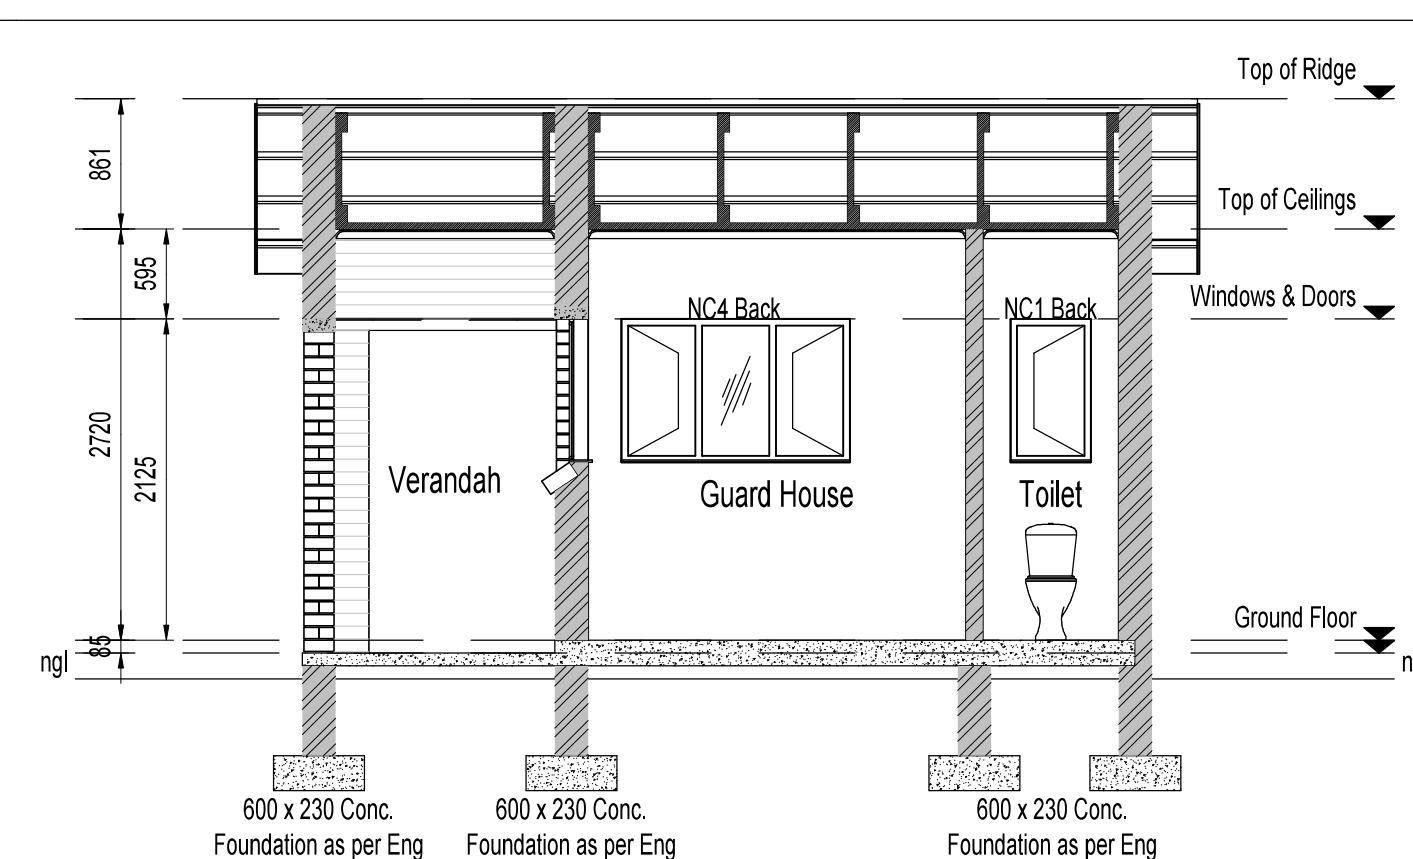 Top of Ridge
861
Top of Ceilings
595
Windows & Doors
NC4 Back
NC1 Back
2720
2125
Verandah
Guard House
Toilet
Ground Floor
85
ngl
n
600 x 230 Conc.
Foundation as per Eng
600 x 230 Conc.
Foundation as per Eng
600 x 230 Conc.
Foundation as per Eng